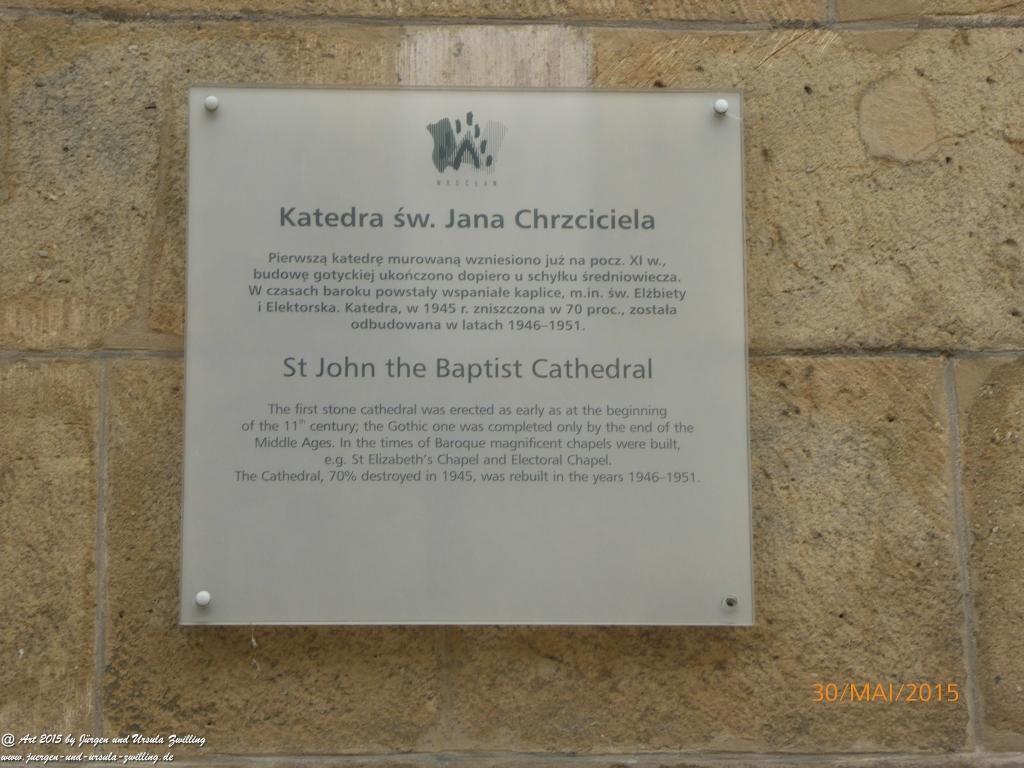 WROCŁAW
Katedra św. Jana Chrzciciela
Pierwszą katedrę murowaną wzniesiono już na pocz. XI w.,
budowę gotyckiej ukończono dopiero u schyłku średniowiecza.
W czasach baroku powstały wspaniałe kaplice, m.in. św. Elżbiety
i Elektorska. Katedra, w 1945 r. zniszczona w 70 proc., została
odbudowana w latach 1946–1951.
St John the Baptist Cathedral
The first stone cathedral was erected as early as at the beginning
of the 11th century; the Gothic one was completed only by the end of the
Middle Ages. In the times of Baroque magnificent chapels were built,
e.g. St Elizabeth's Chapel and Electoral Chapel.
The Cathedral, 70% destroyed in 1945, was rebuilt in the years 1946–1951.
30/MAI/2015
@ Art 2015 by Jürgen und Ursula Zwilling
www.juergen-und-ursula-zwilling.de